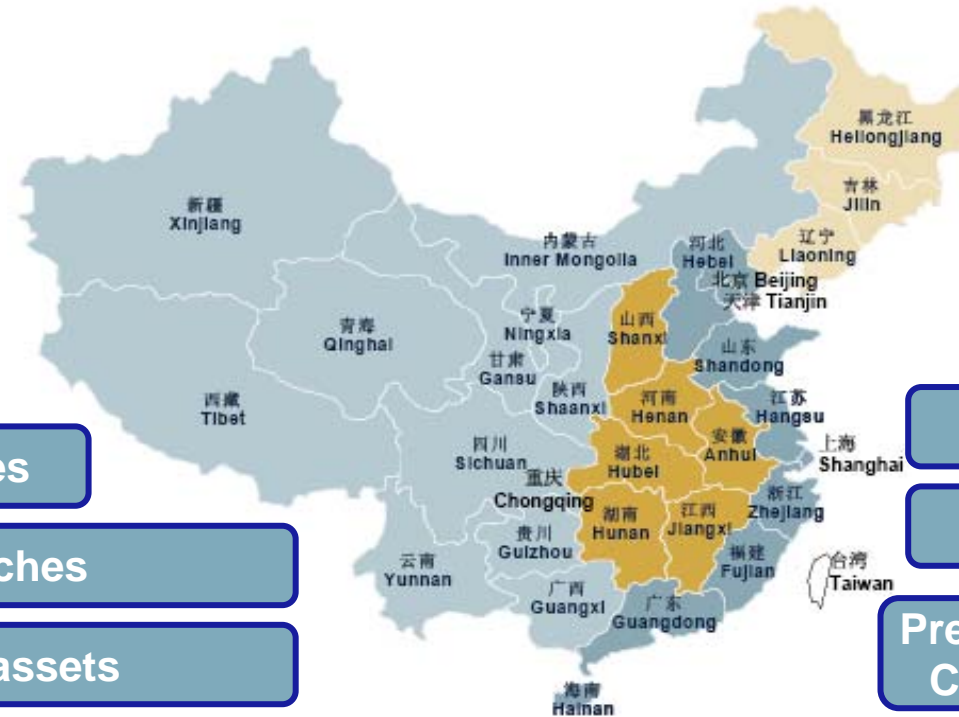 黑龙江
Heilongjiang
吉林
Jilin
辽宁
Liaoning
新疆
Xinjiang
内蒙古
Inner Mongolia
河北
Hebei
北京 Beijing
天津 Tianjin
宁夏
Ningxia
山西
Shanxi
青海
Qinghai
甘肃
Gansu
山东
Shandong
陕西
Shaanxi
河南
Henan
江苏
Hangsu
西藏
Tibet
安徽
Anhui
四川
Sichuan
湖北
Hubei
上海
Shanghai
重庆
Chongqing
浙江
Zhejiang
湖南
Hunan
江西
Jiangxi
贵川
Guizhou
云南
Yunnan
福建
Fujian
台湾
Taiwan
广西
Guangxi
广东
Guangdong
海南
Hainan
es
ches
assets
Pre
C